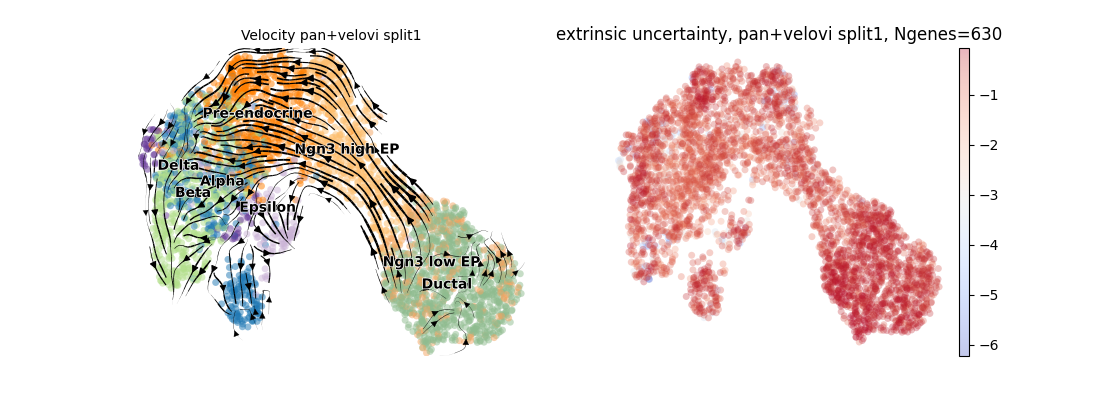 Velocity pan+velovi split1
Pre-endocrine
Ngn3 high EP
Delta
Alpha
Beta
Epsilon
Ngn3 low EP
Ductal
extrinsic uncertainty, pan+velovi split1, Ngenes=630
−1
−2
−3
−4
−5
−6